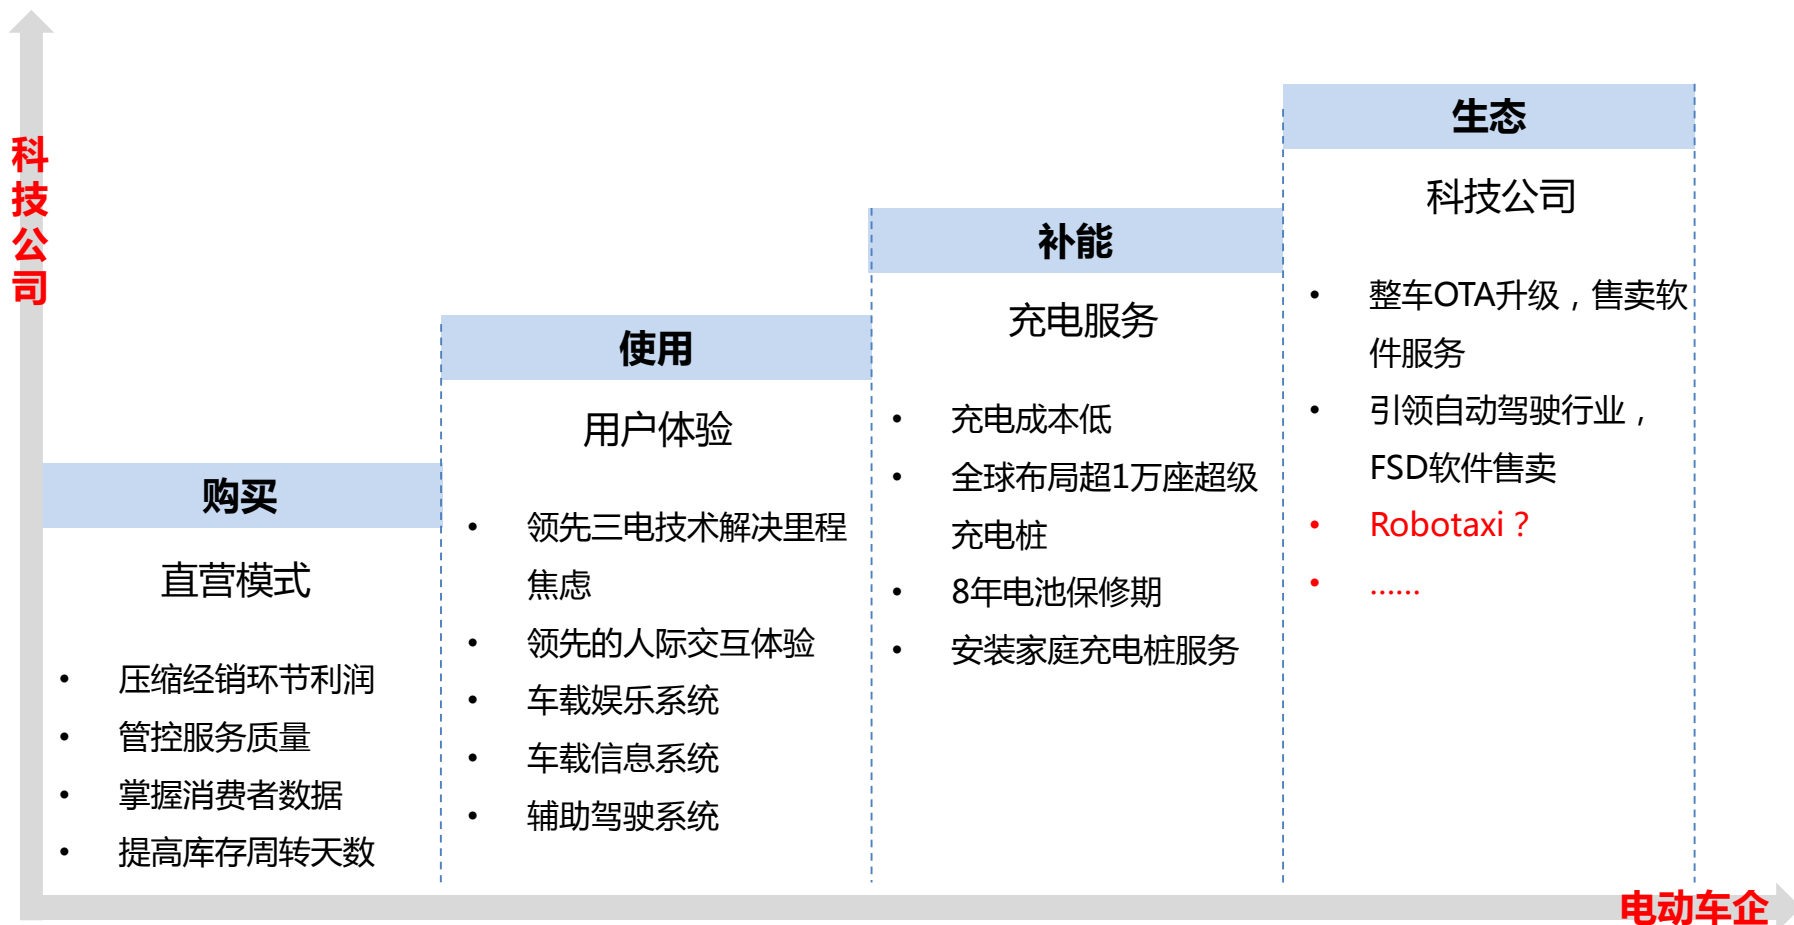 科
技
公
司
购买
直营模式
• 压缩经销环节利润
• 管控服务质量
• 掌握消费者数据
• 提高库存周转天数
使用
用户体验
• 领先三电技术解决里程
焦虑
• 领先的人际交互体验
• 车载娱乐系统
• 车载信息系统
• 辅助驾驶系统
补能
充电服务
• 充电成本低
• 全球布局超1万座超级
充电桩
• 8年电池保修期
• 安装家庭充电桩服务
生态
科技公司
• 整车OTA升级，售卖软
件服务
• 引领自动驾驶行业，
FSD软件售卖
• Robotaxi？
• ……
电动车企